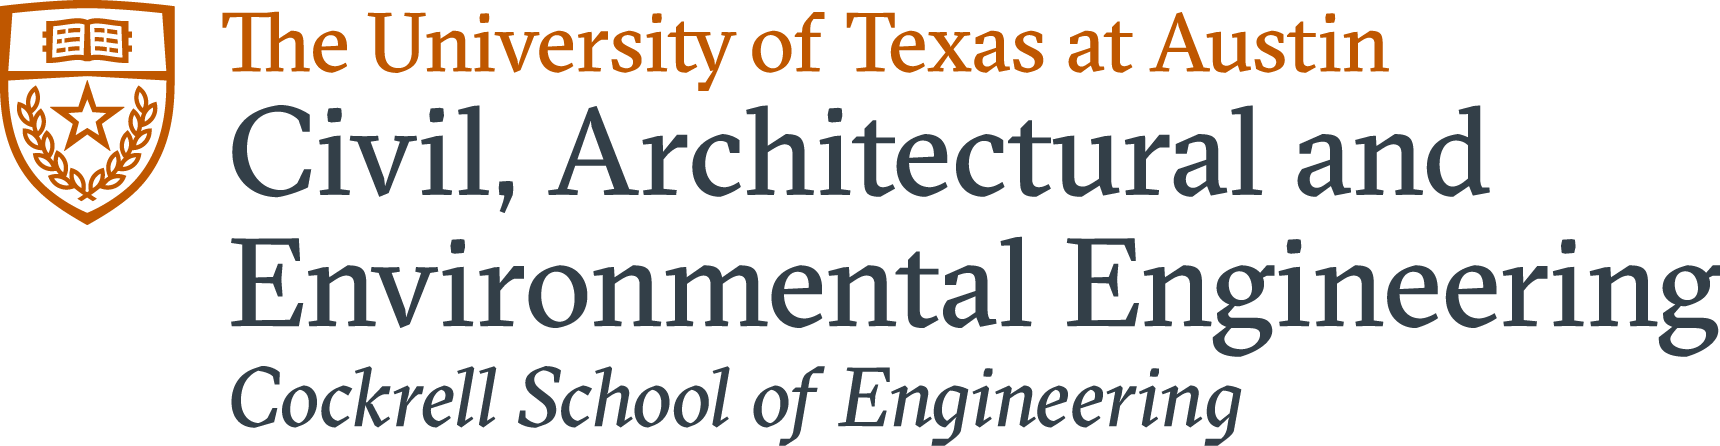 The University of Texas at Austin
Civil, Architectural and
Environmental Engineering
Cockrell School of Engineering